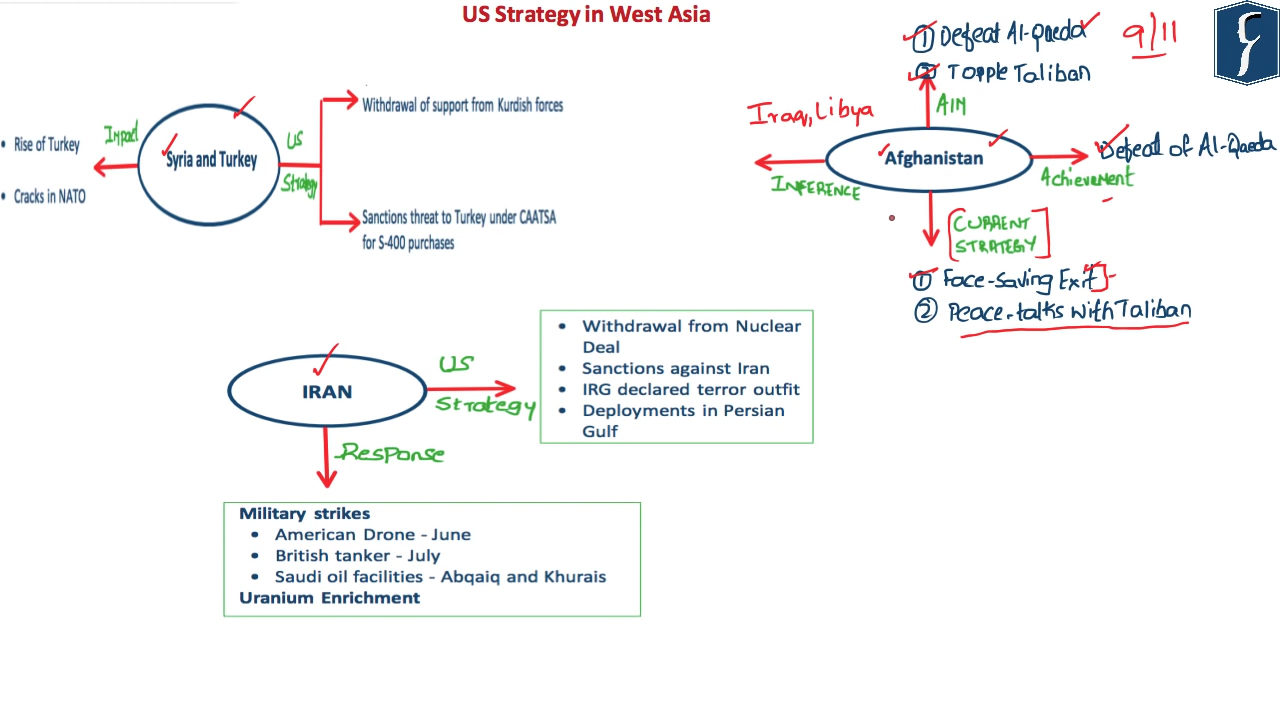 US Strategy in West Asia
① Defeat Al-Qaeda
9/11
② Topple Taliban
Iraq, Libya
AIM
Afghanistan
INFERENCE
Defeat of Al-Qaeda
Achievement
[CURRENT
STRATEGY]
① Face-Saving Exit]-
② Peace-talks with Taliban
Impact
• Rise of Turkey
• Cracks in NATO
Syria and Turkey
US
Strategy
Withdrawal of support from Kurdish forces
Sanctions threat to Turkey under CAATSA
for S-400 purchases
IRAN
US
Strategy
• Withdrawal from Nuclear
Deal
• Sanctions against Iran
• IRG declared terror outfit
• Deployments in Persian
Gulf
Response
Military strikes
• American Drone - June
• British tanker - July
• Saudi oil facilities - Abqaiq and Khurais
Uranium Enrichment